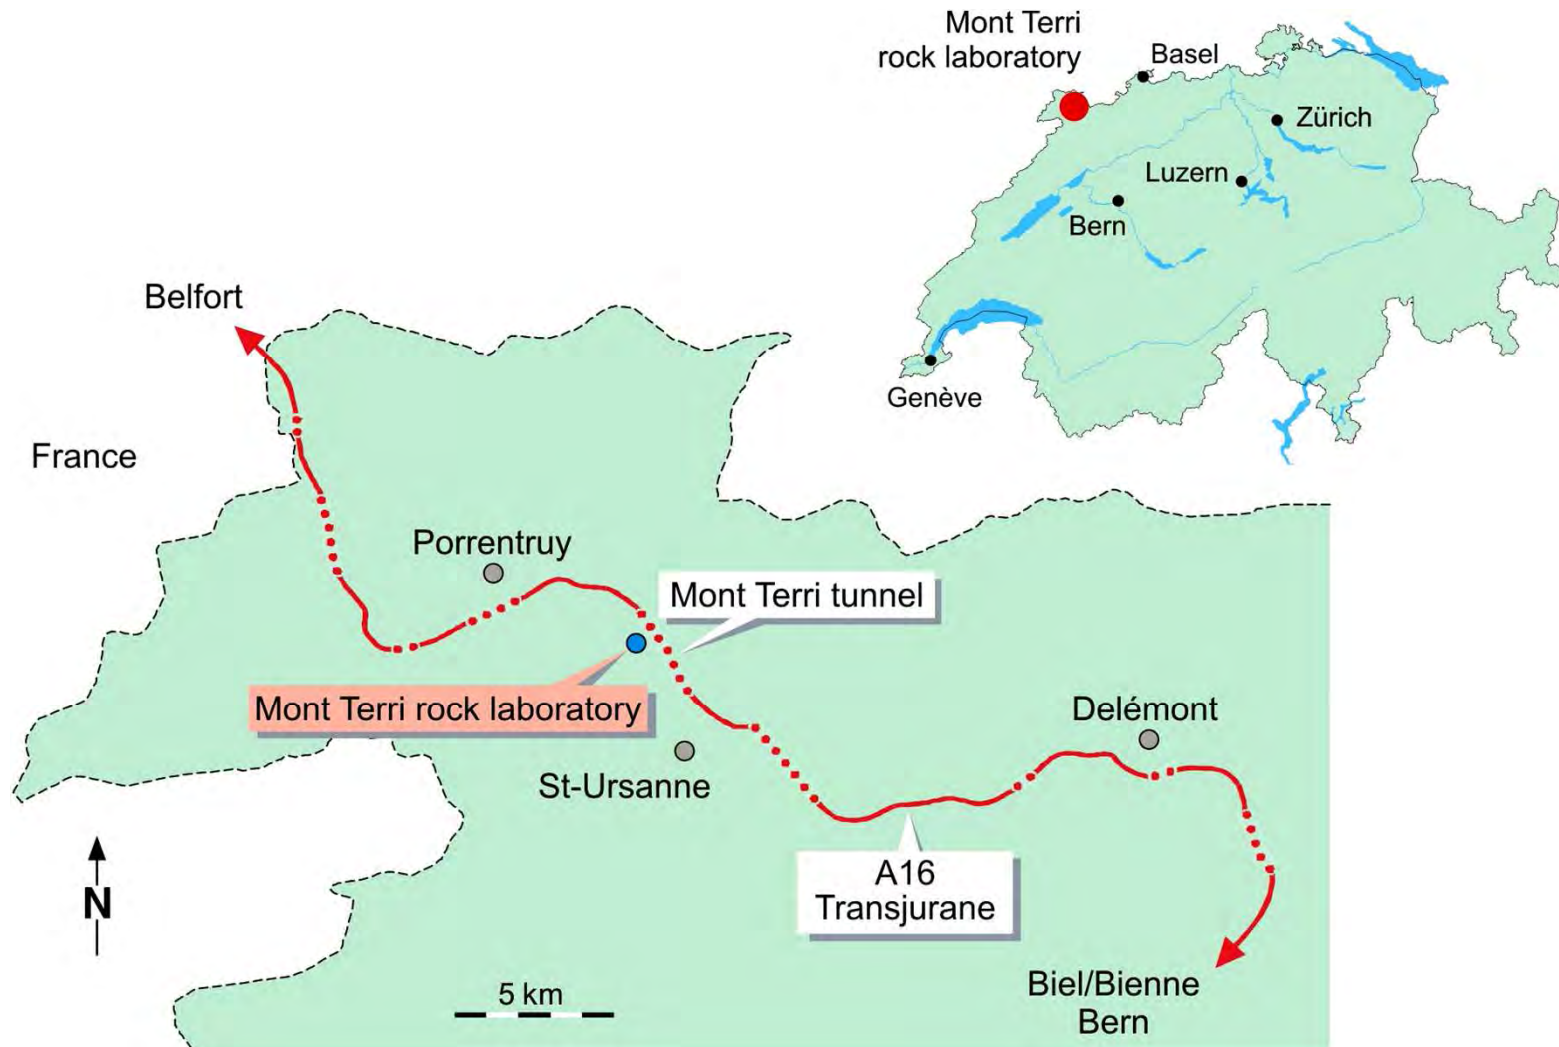 Mont Terri
rock laboratory
Basel
Zürich
Luzern
Bern
Genève
Belfort
France
Porrentruy
Mont Terri tunnel
Mont Terri rock laboratory
St-Ursanne
Delémont
A16
Transjurane
N
5 km
Biel/Bienne
Bern